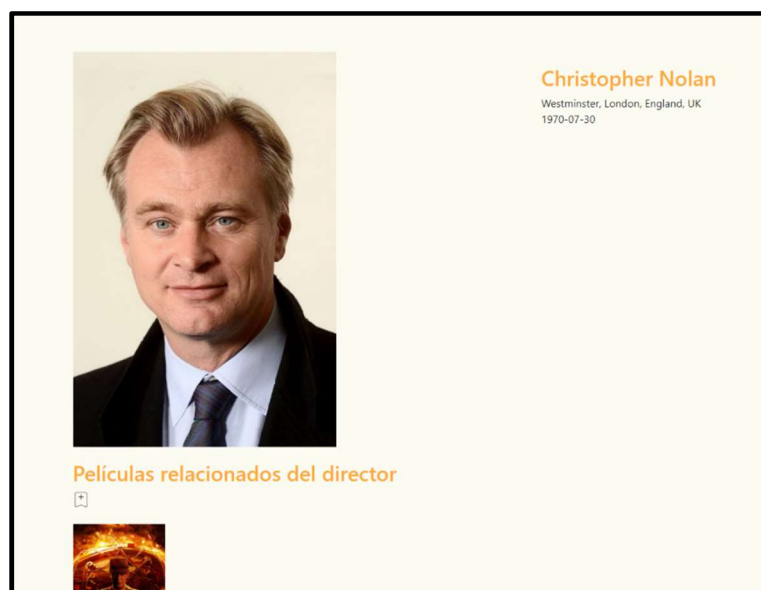 Christopher Nolan
Westminster, London, England, UK
1970-07-30
Películas relacionados del director